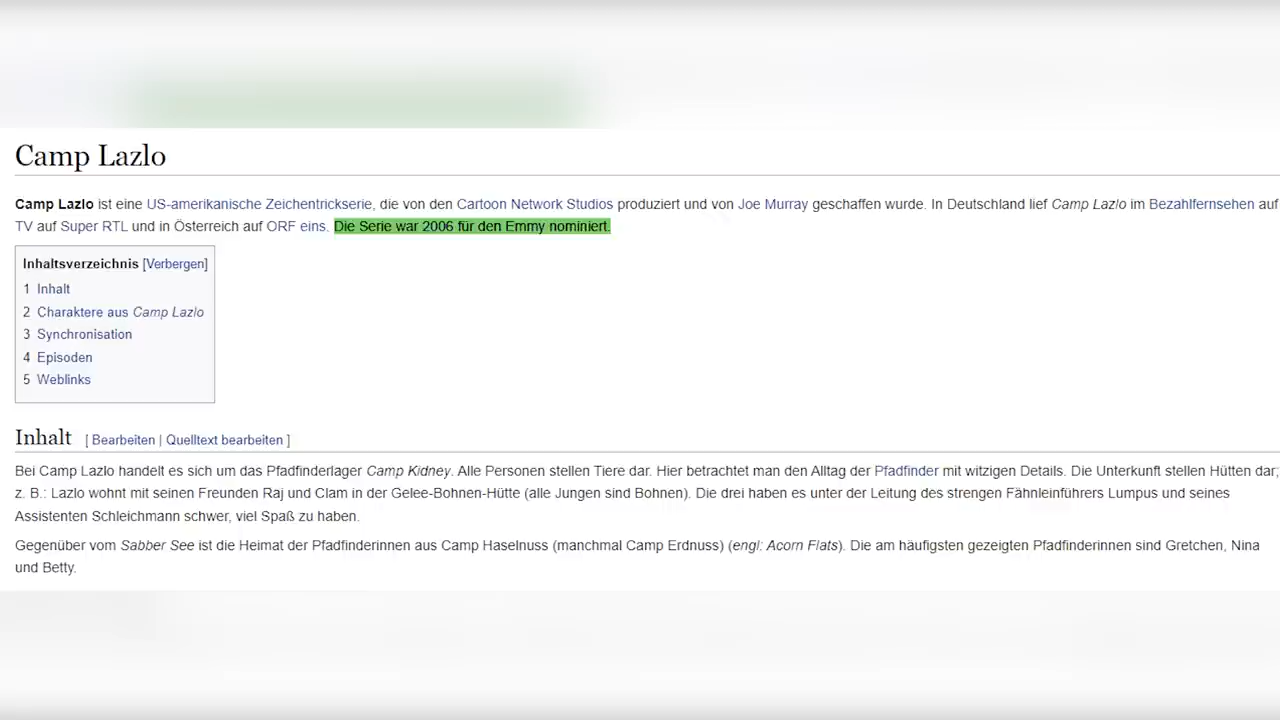 Camp Lazlo
Camp Lazlo ist eine US-amerikanische Zeichentrickserie, die von den Cartoon Network Studios produziert und von Joe Murray geschaffen wurde. In Deutschland lief Camp Lazlo im Bezahlfernsehen auf
TV auf Super RTL und in Österreich auf ORF eins. Die Serie war 2006 für den Emmy nominiert.
Inhaltsverzeichnis [Verbergen]
1 Inhalt
2 Charaktere aus Camp Lazlo
3 Synchronisation
4 Episoden
5 Weblinks
Inhalt [ Bearbeiten | Quelltext bearbeiten ]
Bei Camp Lazlo handelt es sich um das Pfadfinderlager Camp Kidney. Alle Personen stellen Tiere dar. Hier betrachtet man den Alltag der Pfadfinder mit witzigen Details. Die Unterkunft stellen Hütten dar;
z. B.: Lazlo wohnt mit seinen Freunden Raj und Clam in der Gelee-Bohnen-Hütte (alle Jungen sind Bohnen). Die drei haben es unter der Leitung des strengen Fähnleinführers Lumpus und seines
Assistenten Schleichmann schwer, viel Spaß zu haben.
Gegenüber vom Sabber See ist die Heimat der Pfadfinderinnen aus Camp Haselnuss (manchmal Camp Erdnuss) (engl: Acorn Flats). Die am häufigsten gezeigten Pfadfinderinnen sind Gretchen, Nina
und Betty.